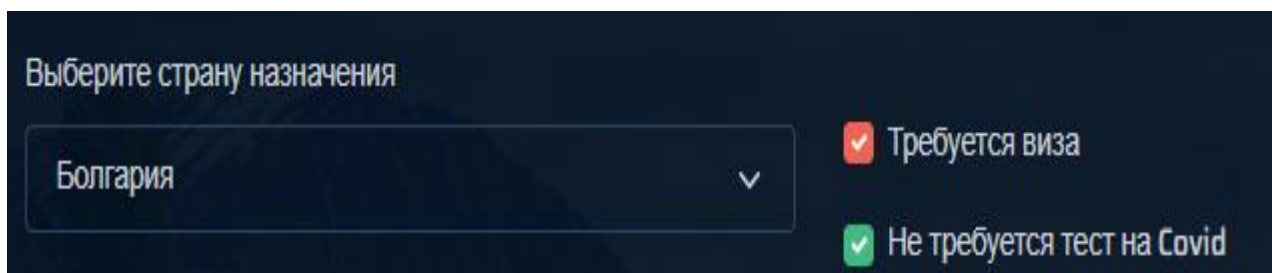 Выберите страну назначения
Болгария
Требуется виза
Не требуется тест на Covid